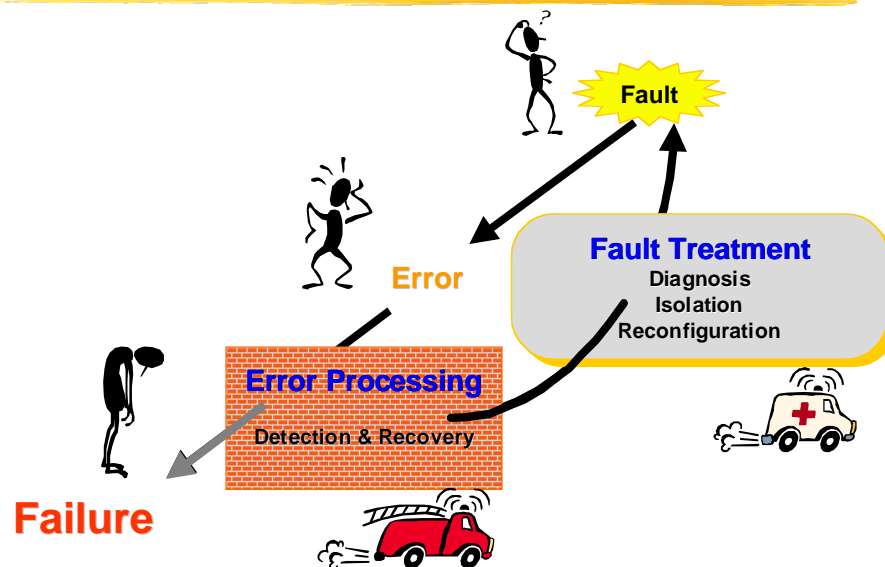 ?
Fault
Fault Treatment
Diagnosis
Isolation
Reconfiguration
Error
Error Processing
Detection & Recovery
Failure